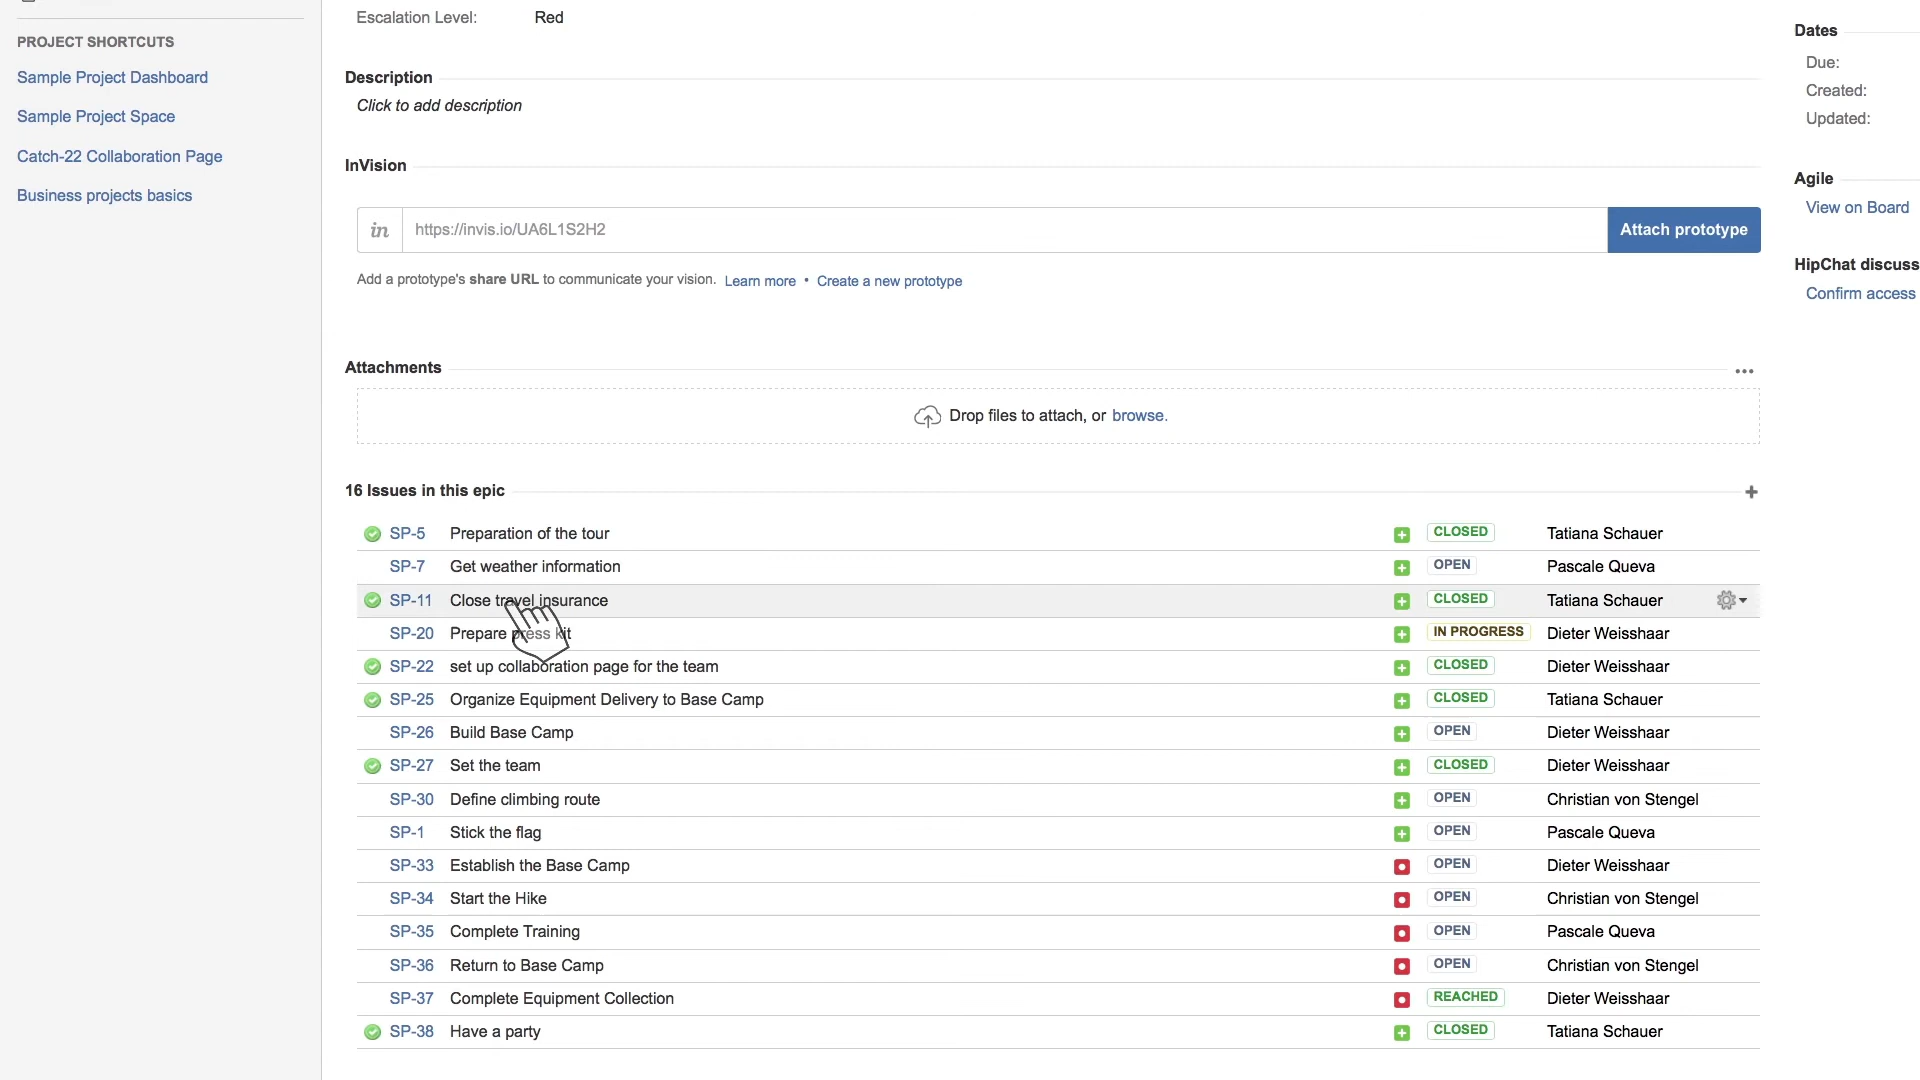 PROJECT SHORTCUTS
Sample Project Dashboard
Sample Project Space
Catch-22 Collaboration Page
Business projects basics
Escalation Level: Red
Description
Click to add description
InVision
in https://invis.io/UA6L1S2H2 Attach prototype
Add a prototype's share URL to communicate your vision. Learn more • Create a new prototype
Attachments
Drop files to attach, or browse.
16 Issues in this epic
SP-5 Preparation of the tour CLOSED Tatiana Schauer
SP-7 Get weather information OPEN Pascale Queva
SP-11 Close travel insurance CLOSED Tatiana Schauer
SP-20 Prepare press kit IN PROGRESS Dieter Weisshaar
SP-22 set up collaboration page for the team CLOSED Dieter Weisshaar
SP-25 Organize Equipment Delivery to Base Camp CLOSED Tatiana Schauer
SP-26 Build Base Camp OPEN Dieter Weisshaar
SP-27 Set the team CLOSED Dieter Weisshaar
SP-30 Define climbing route OPEN Christian von Stengel
SP-1 Stick the flag OPEN Pascale Queva
SP-33 Establish the Base Camp OPEN Dieter Weisshaar
SP-34 Start the Hike OPEN Christian von Stengel
SP-35 Complete Training OPEN Pascale Queva
SP-36 Return to Base Camp OPEN Christian von Stengel
SP-37 Complete Equipment Collection REACHED Dieter Weisshaar
SP-38 Have a party CLOSED Tatiana Schauer
Dates
Due:
Created:
Updated:
Agile
View on Board
HipChat discuss
Confirm access